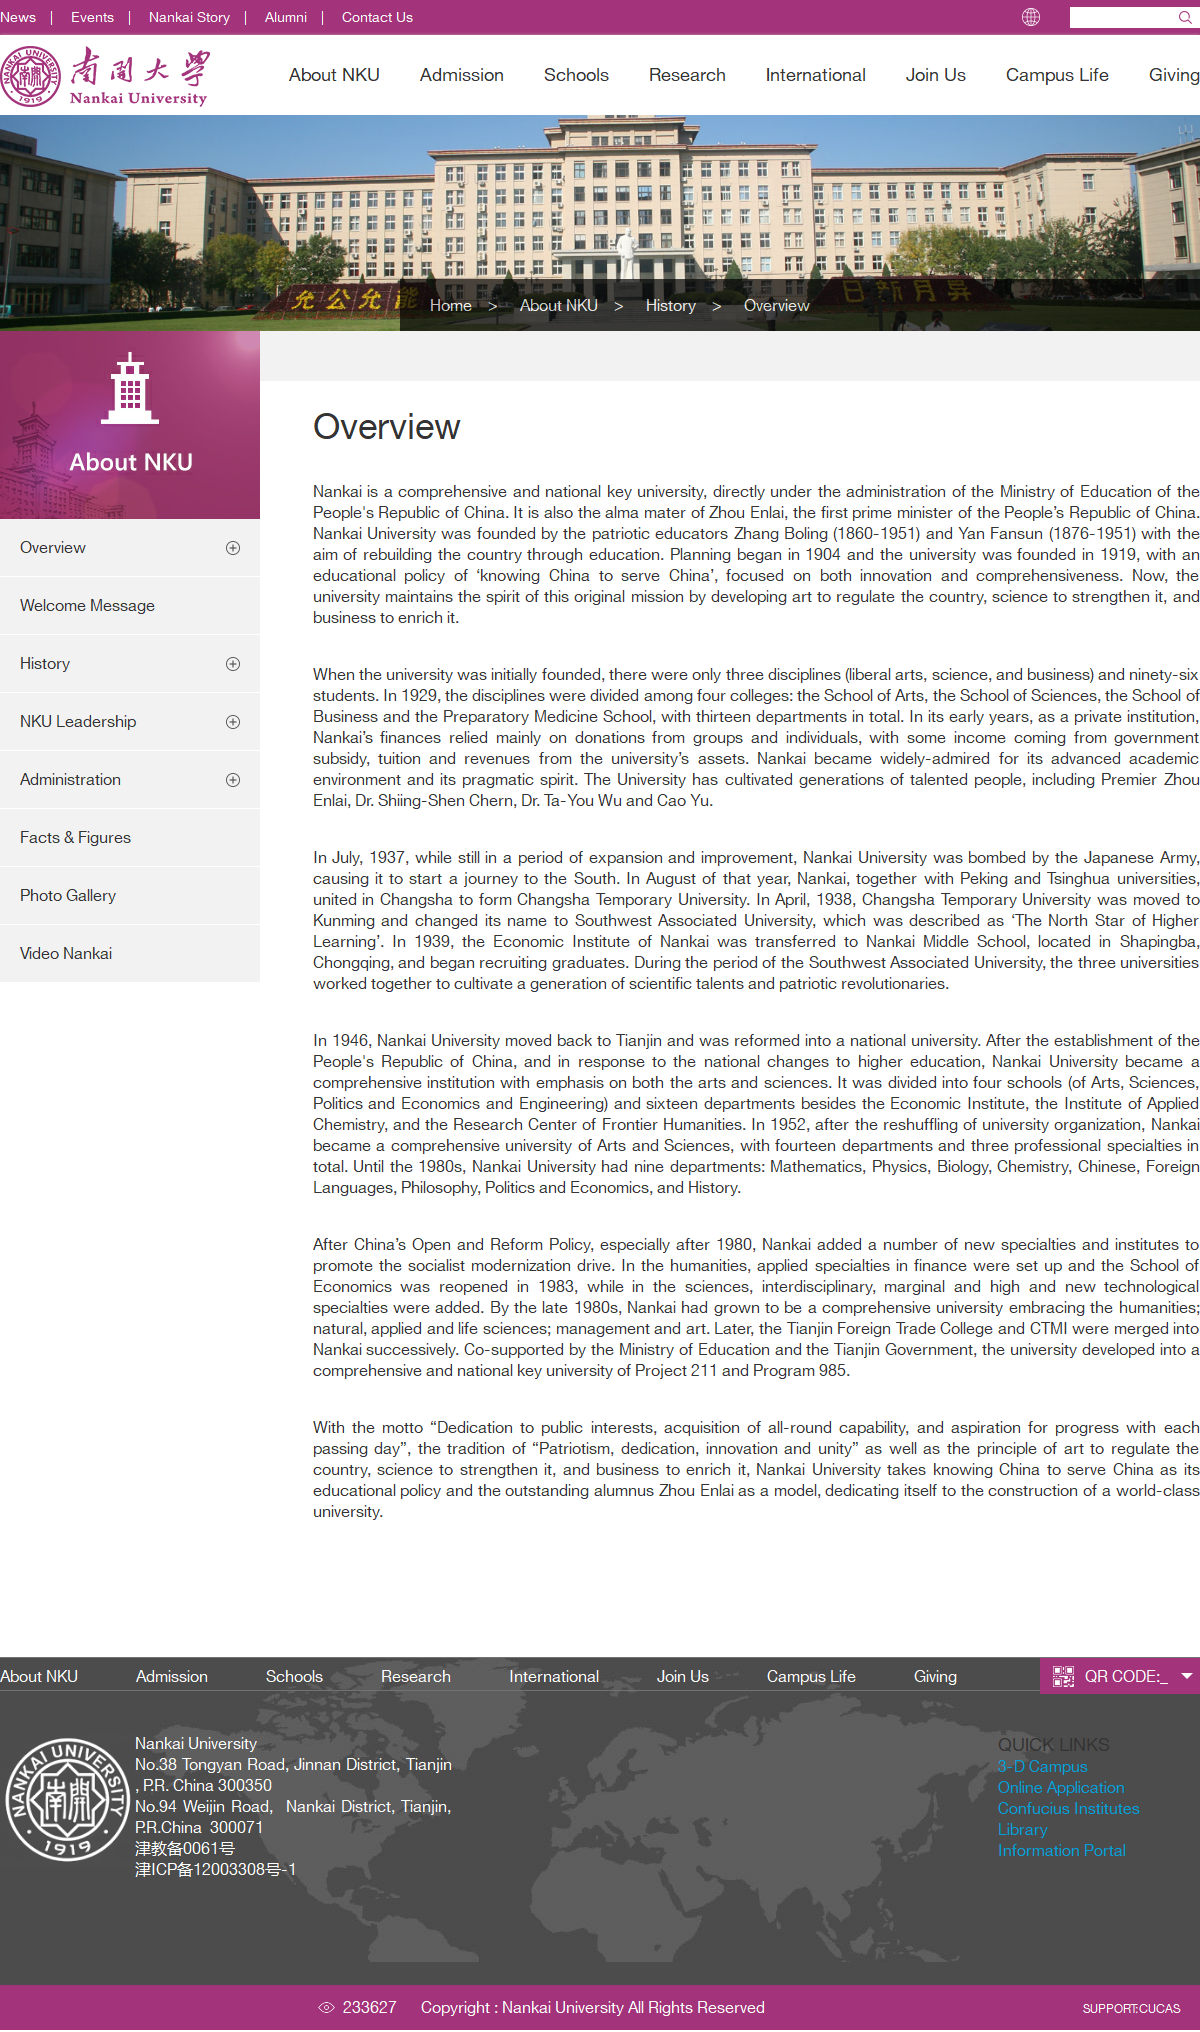 News | Events | Nankai Story | Alumni | Contact Us
NANKAI UNIVERSITY
南開
1919
南開大學
Nankai University
About NKU Admission Schools Research International Join Us Campus Life Giving
允公允能
日新月異
Home > About NKU > History > Overview
About NKU
Overview
Welcome Message
History
NKU Leadership
Administration
Facts & Figures
Photo Gallery
Video Nankai
Overview
Nankai is a comprehensive and national key university, directly under the administration of the Ministry of Education of the
People's Republic of China. It is also the alma mater of Zhou Enlai, the first prime minister of the People’s Republic of China.
Nankai University was founded by the patriotic educators Zhang Boling (1860-1951) and Yan Fansun (1876-1951) with the
aim of rebuilding the country through education. Planning began in 1904 and the university was founded in 1919, with an
educational policy of ‘knowing China to serve China’, focused on both innovation and comprehensiveness. Now, the
university maintains the spirit of this original mission by developing art to regulate the country, science to strengthen it, and
business to enrich it.
When the university was initially founded, there were only three disciplines (liberal arts, science, and business) and ninety-six
students. In 1929, the disciplines were divided among four colleges: the School of Arts, the School of Sciences, the School of
Business and the Preparatory Medicine School, with thirteen departments in total. In its early years, as a private institution,
Nankai’s finances relied mainly on donations from groups and individuals, with some income coming from government
subsidy, tuition and revenues from the university’s assets. Nankai became widely-admired for its advanced academic
environment and its pragmatic spirit. The University has cultivated generations of talented people, including Premier Zhou
Enlai, Dr. Shiing-Shen Chern, Dr. Ta-You Wu and Cao Yu.
In July, 1937, while still in a period of expansion and improvement, Nankai University was bombed by the Japanese Army,
causing it to start a journey to the South. In August of that year, Nankai, together with Peking and Tsinghua universities,
united in Changsha to form Changsha Temporary University. In April, 1938, Changsha Temporary University was moved to
Kunming and changed its name to Southwest Associated University, which was described as ‘The North Star of Higher
Learning’. In 1939, the Economic Institute of Nankai was transferred to Nankai Middle School, located in Shapingba,
Chongqing, and began recruiting graduates. During the period of the Southwest Associated University, the three universities
worked together to cultivate a generation of scientific talents and patriotic revolutionaries.
In 1946, Nankai University moved back to Tianjin and was reformed into a national university. After the establishment of the
People's Republic of China, and in response to the national changes to higher education, Nankai University became a
comprehensive institution with emphasis on both the arts and sciences. It was divided into four schools (of Arts, Sciences,
Politics and Economics and Engineering) and sixteen departments besides the Economic Institute, the Institute of Applied
Chemistry, and the Research Center of Frontier Humanities. In 1952, after the reshuffling of university organization, Nankai
became a comprehensive university of Arts and Sciences, with fourteen departments and three professional specialties in
total. Until the 1980s, Nankai University had nine departments: Mathematics, Physics, Biology, Chemistry, Chinese, Foreign
Languages, Philosophy, Politics and Economics, and History.
After China’s Open and Reform Policy, especially after 1980, Nankai added a number of new specialties and institutes to
promote the socialist modernization drive. In the humanities, applied specialties in finance were set up and the School of
Economics was reopened in 1983, while in the sciences, interdisciplinary, marginal and high and new technological
specialties were added. By the late 1980s, Nankai had grown to be a comprehensive university embracing the humanities;
natural, applied and life sciences; management and art. Later, the Tianjin Foreign Trade College and CTMI were merged into
Nankai successively. Co-supported by the Ministry of Education and the Tianjin Government, the university developed into a
comprehensive and national key university of Project 211 and Program 985.
With the motto “Dedication to public interests, acquisition of all-round capability, and aspiration for progress with each
passing day”, the tradition of “Patriotism, dedication, innovation and unity” as well as the principle of art to regulate the
country, science to strengthen it, and business to enrich it, Nankai University takes knowing China to serve China as its
educational policy and the outstanding alumnus Zhou Enlai as a model, dedicating itself to the construction of a world-class
university.
About NKU Admission Schools Research International Join Us Campus Life Giving QR CODE:_
NANKAI UNIVERSITY
南開
1919
Nankai University
No.38 Tongyan Road, Jinnan District, Tianjin
, P.R. China 300350
No.94 Weijin Road, Nankai District, Tianjin,
P.R.China 300071
津教备0061号
津ICP备12003308号-1
QUICK LINKS
3-D Campus
Online Application
Confucius Institutes
Library
Information Portal
233627 Copyright : Nankai University All Rights Reserved
SUPPORT:CUCAS